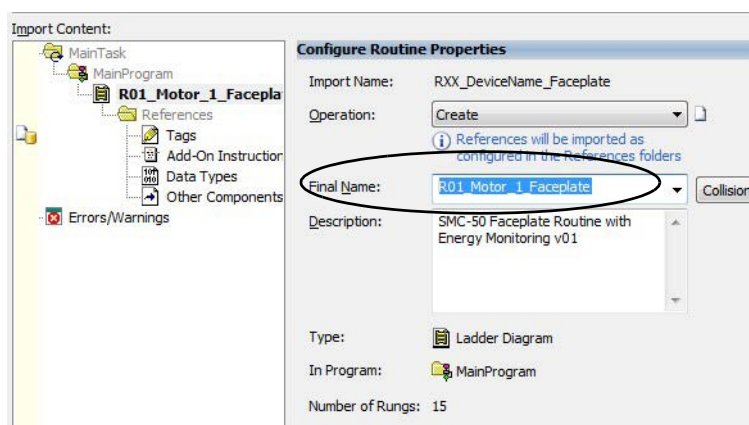 Import Content:
MainTask
MainProgram
R01_Motor_1_Facepla
References
Tags
Add-On Instruction
Data Types
Other Components
Errors/Warnings
Configure Routine Properties
Import Name: RXX_DeviceName_Faceplate
Operation: Create
References will be imported as
configured in the References folders
Final Name: R01_Motor_1_Faceplate Collision
Description: SMC-50 Faceplate Routine with
Energy Monitoring v01
Type: Ladder Diagram
In Program: MainProgram
Number of Rungs: 15